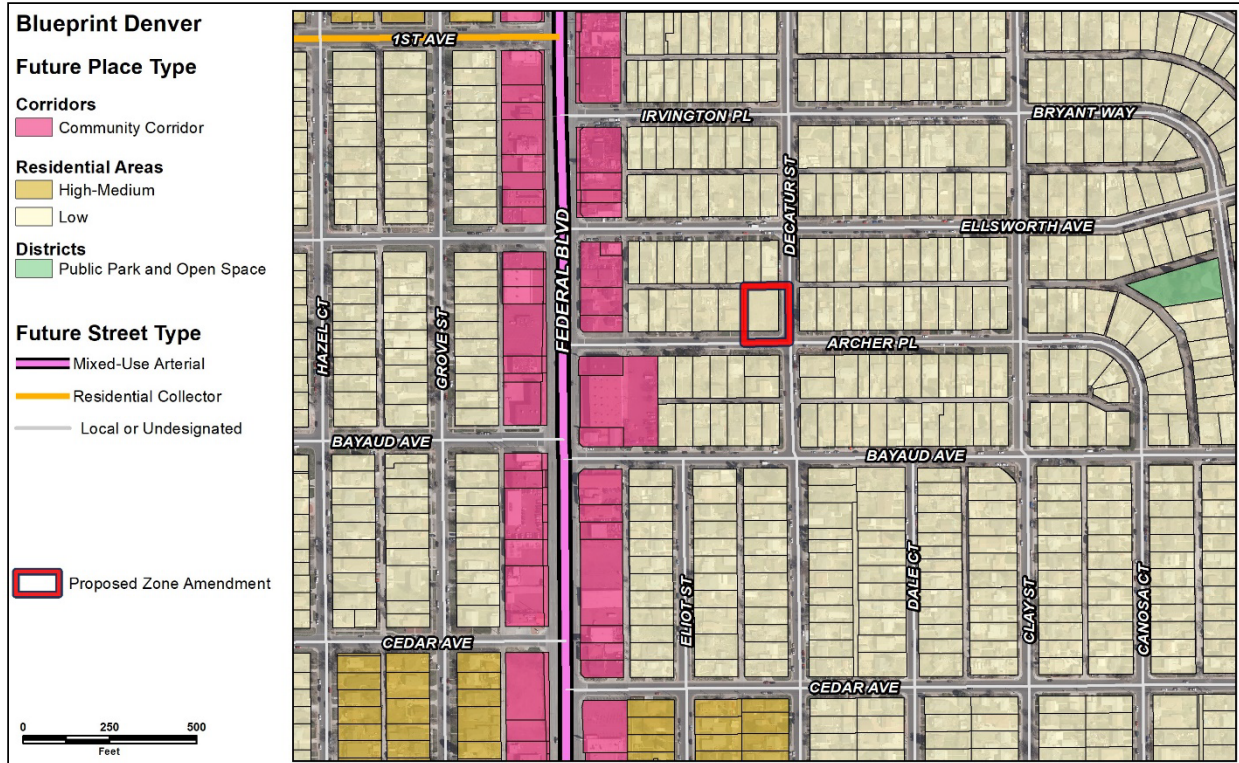 Blueprint Denver
Future Place Type
Corridors
Community Corridor
Residential Areas
High-Medium
Low
Districts
Public Park and Open Space
Future Street Type
Mixed-Use Arterial
Residential Collector
Local or Undesignated
Proposed Zone Amendment
0 250 500
Feet
1ST AVE
IRVINGTON PL
BRYANT WAY
DECATUR ST
ELLSWORTH AVE
FEDERAL BLVD
HAZEL CT
GROVE ST
ARCHER PL
BAYAUD AVE
BAYAUD AVE
ELIOT ST
DALE CT
CLAY ST
CANOSA CT
CEDAR AVE
CEDAR AVE